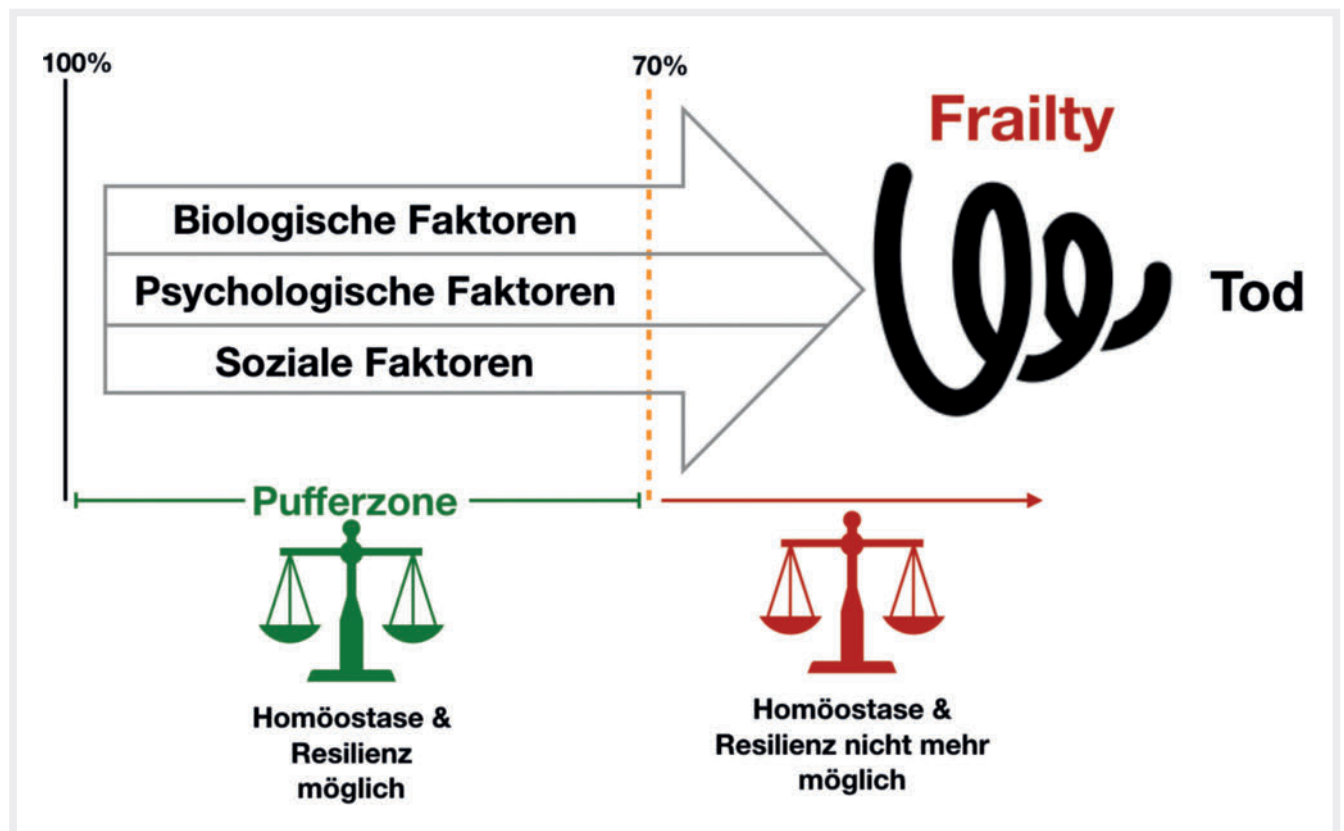 100%
70%
Frailty
Biologische Faktoren
Psychologische Faktoren
Soziale Faktoren
Tod
Pufferzone
Homöostase &
Resilienz
möglich
Homöostase &
Resilienz nicht mehr
möglich